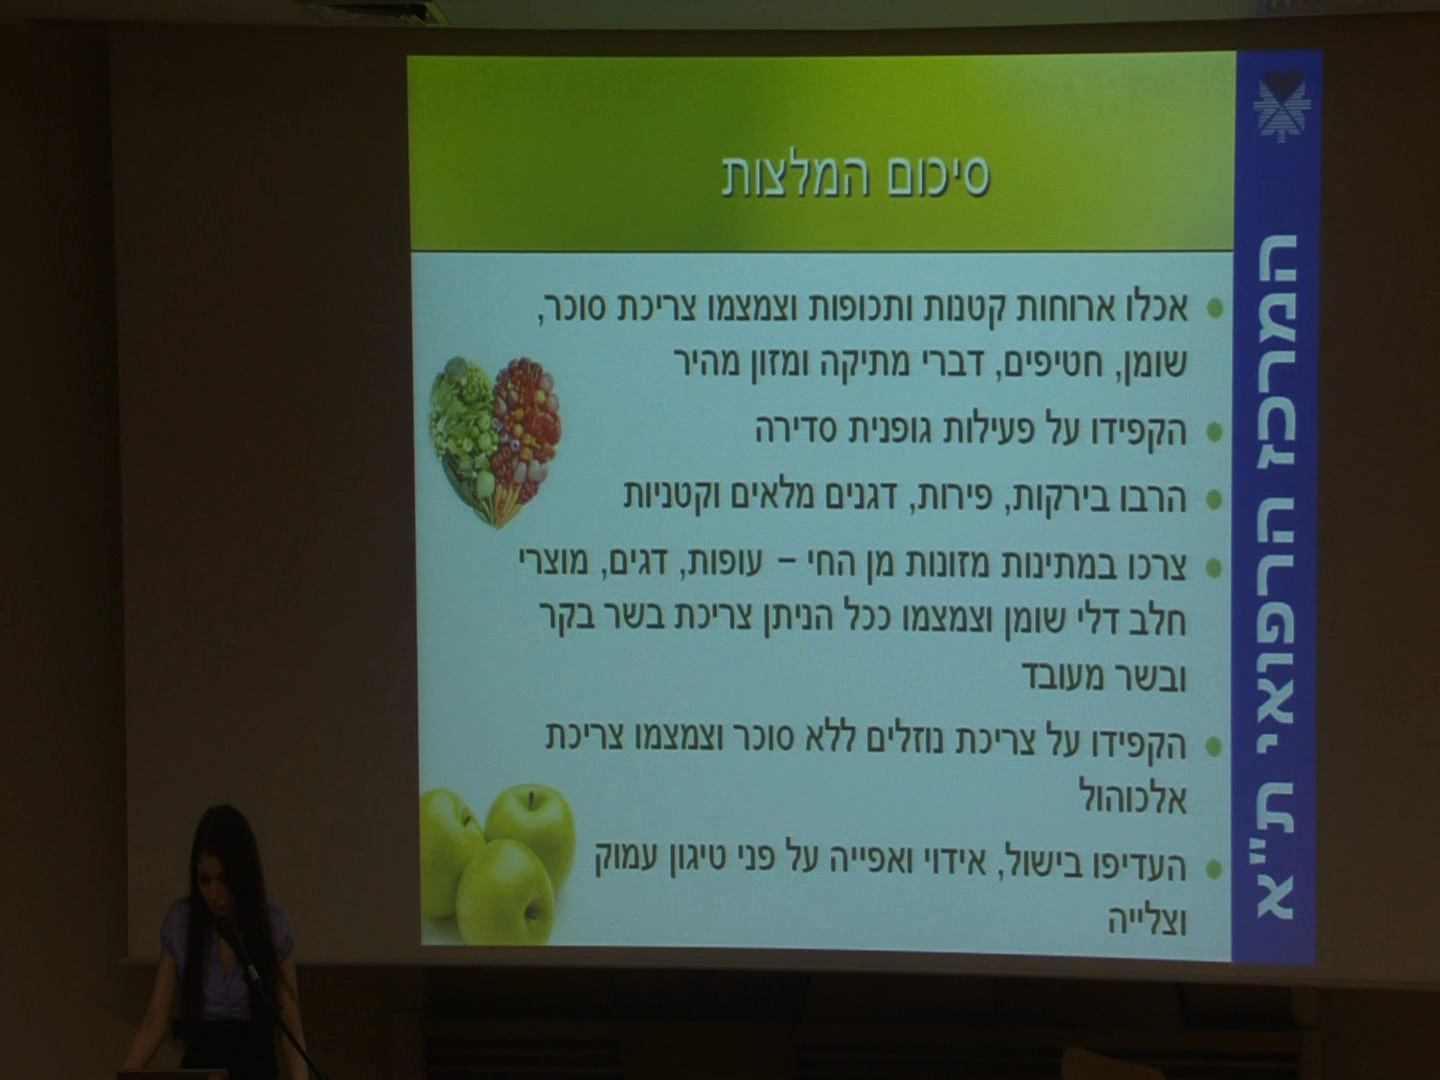 סיכום המלצות
אכלו ארוחות קטנות ותכופות וצמצמו צריכת סוכר,
שומן, חטיפים, דברי מתיקה ומזון מהיר
הקפידו על פעילות גופנית סדירה
הרבו בירקות, פירות, דגנים מלאים וקטניות
צרכו במתינות מזונות מן החי – עופות, דגים, מוצרי
חלב דלי שומן וצמצמו ככל הניתן צריכת בשר בקר
ובשר מעובד
הקפידו על צריכת נוזלים ללא סוכר וצמצמו צריכת
אלכוהול
העדיפו בישול, אידוי ואפייה על פני טיגון עמוק
וצלייה
המרכז הרפואי ת"א